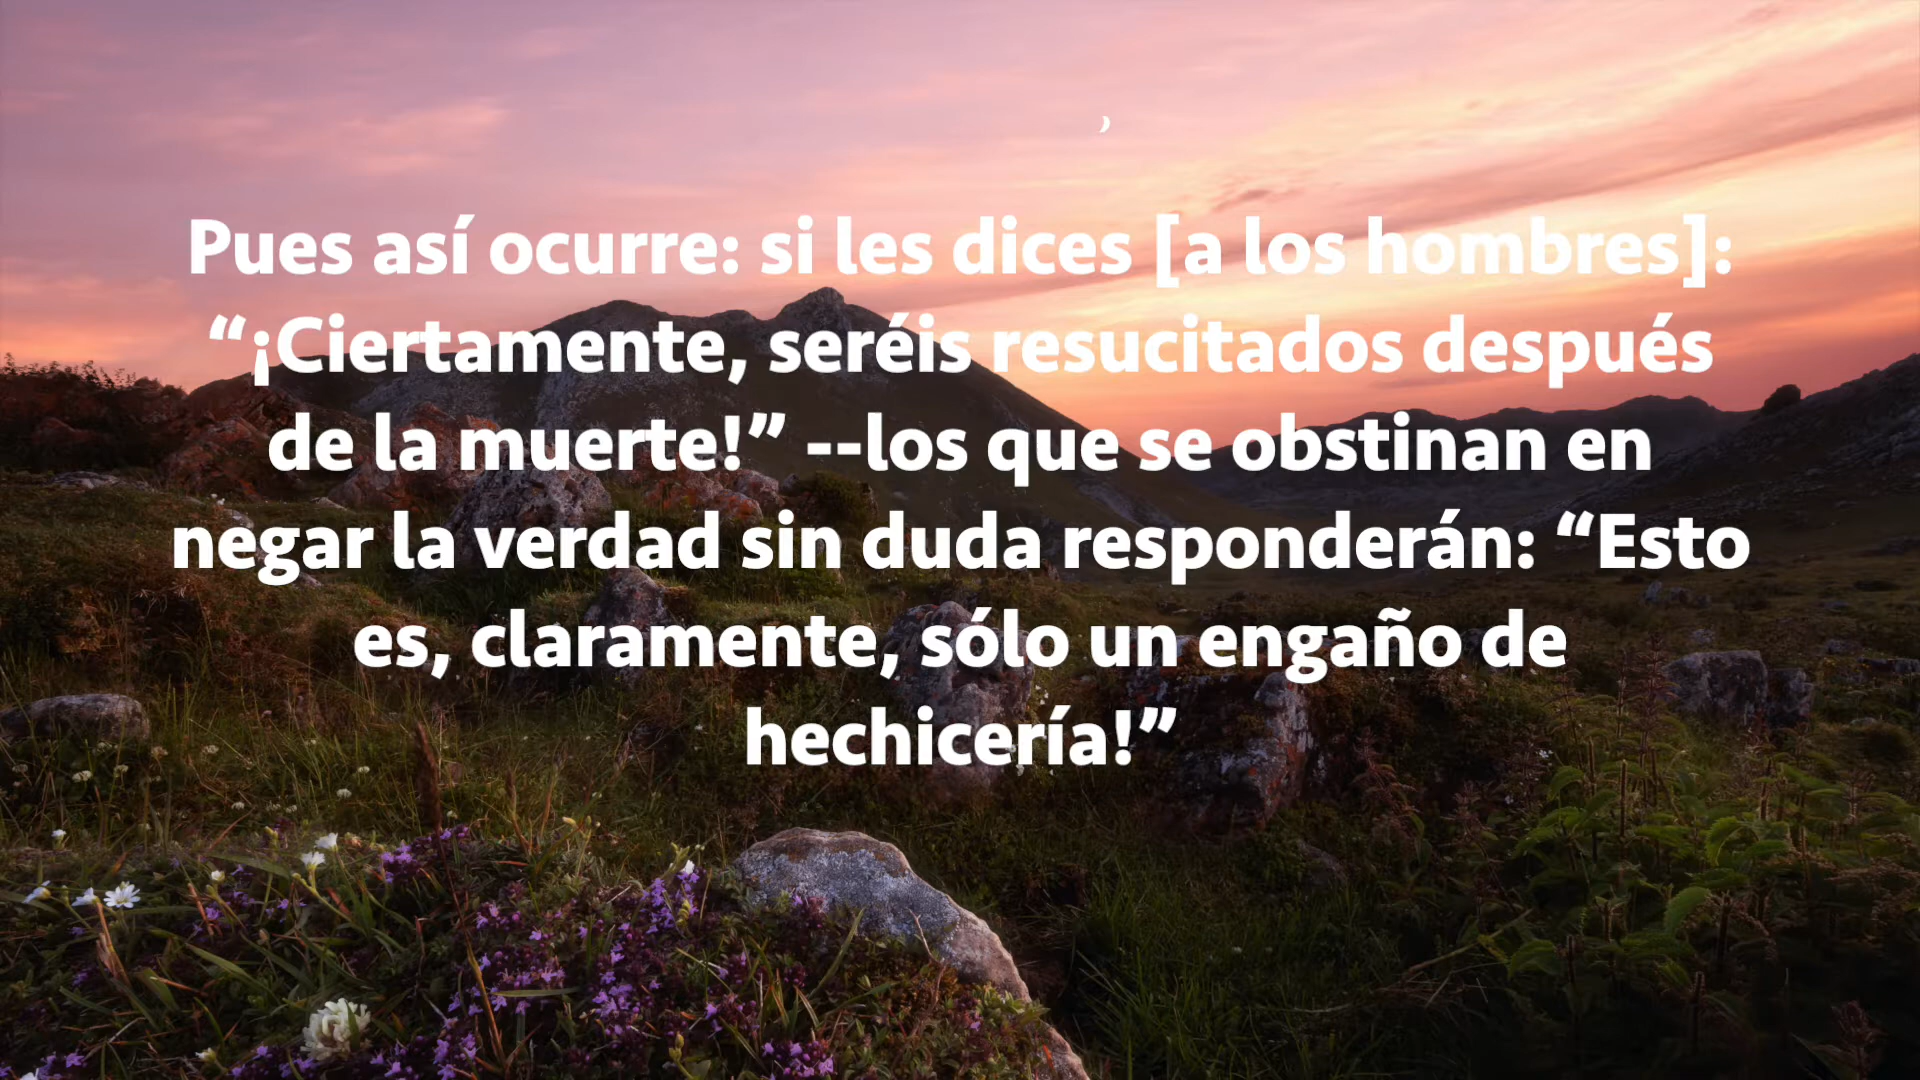 Pues así ocurre: si les dices [a los hombres]:
“¡Ciertamente, seréis resucitados después
de la muerte!” --los que se obstinan en
negar la verdad sin duda responderán: “Esto
es, claramente, sólo un engaño de
hechicería!”